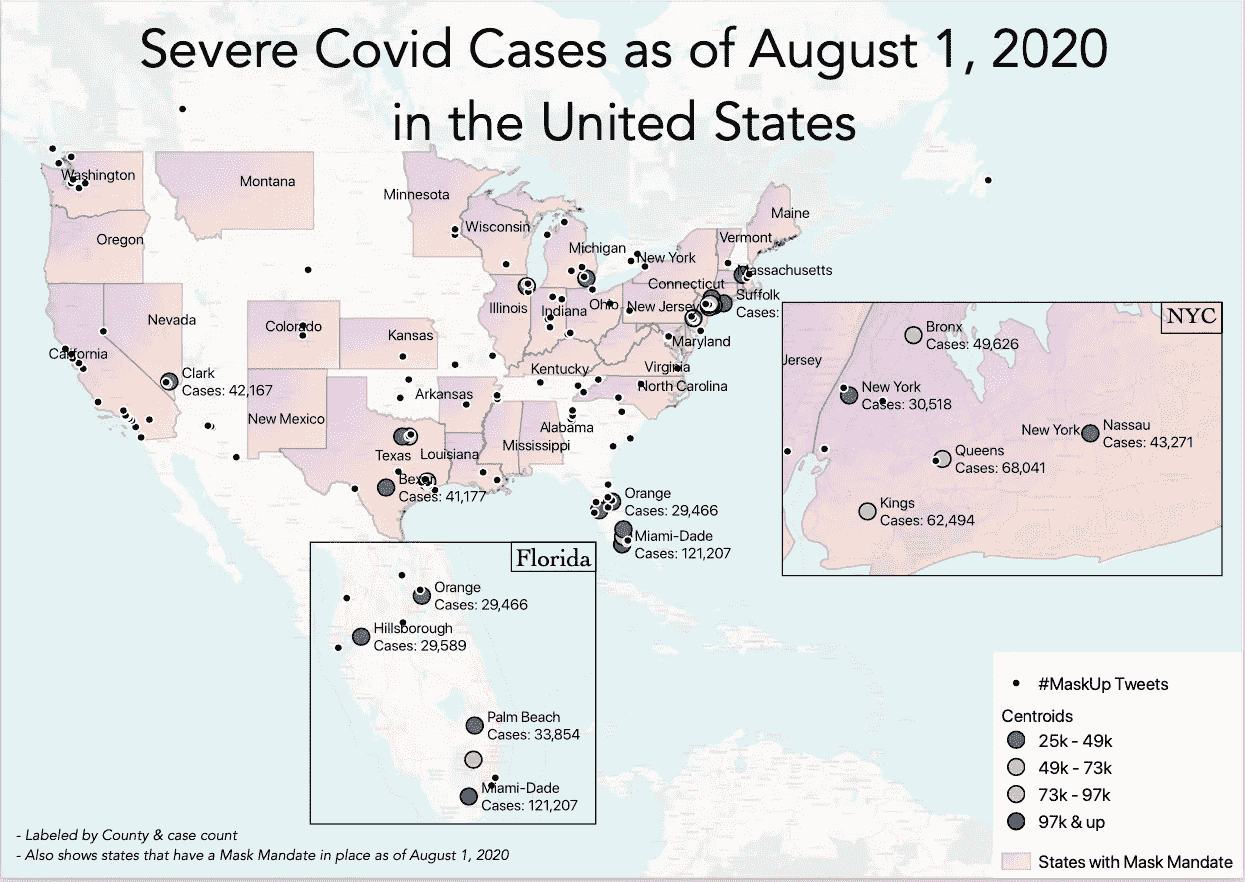 Severe Covid Cases as of August 1, 2020
in the United States
Washington
Montana
Minnesota
Wisconsin
Maine
Oregon
Michigan
New York
Vermont
Massachusetts
Connecticut
Suffolk
Cases:
Nevada
Illinois
Indiana
Ohio
New Jersey
Colorado
Kansas
Maryland
California
Clark
Cases: 42,167
Kentucky
Virginia
North Carolina
Arkansas
New Mexico
Alabama
Mississippi
Texas
Louisiana
Bexar
Cases: 41,177
Orange
Cases: 29,466
Miami-Dade
Cases: 121,207
NYC
Bronx
Cases: 49,626
Jersey
New York
Cases: 30,518
New York
Nassau
Cases: 43,271
Queens
Cases: 68,041
Kings
Cases: 62,494
Florida
Orange
Cases: 29,466
Hillsborough
Cases: 29,589
Palm Beach
Cases: 33,854
Miami-Dade
Cases: 121,207
#MaskUp Tweets
Centroids
25k - 49k
49k - 73k
73k - 97k
97k & up
States with Mask Mandate
- Labeled by County & case count
- Also shows states that have a Mask Mandate in place as of August 1, 2020